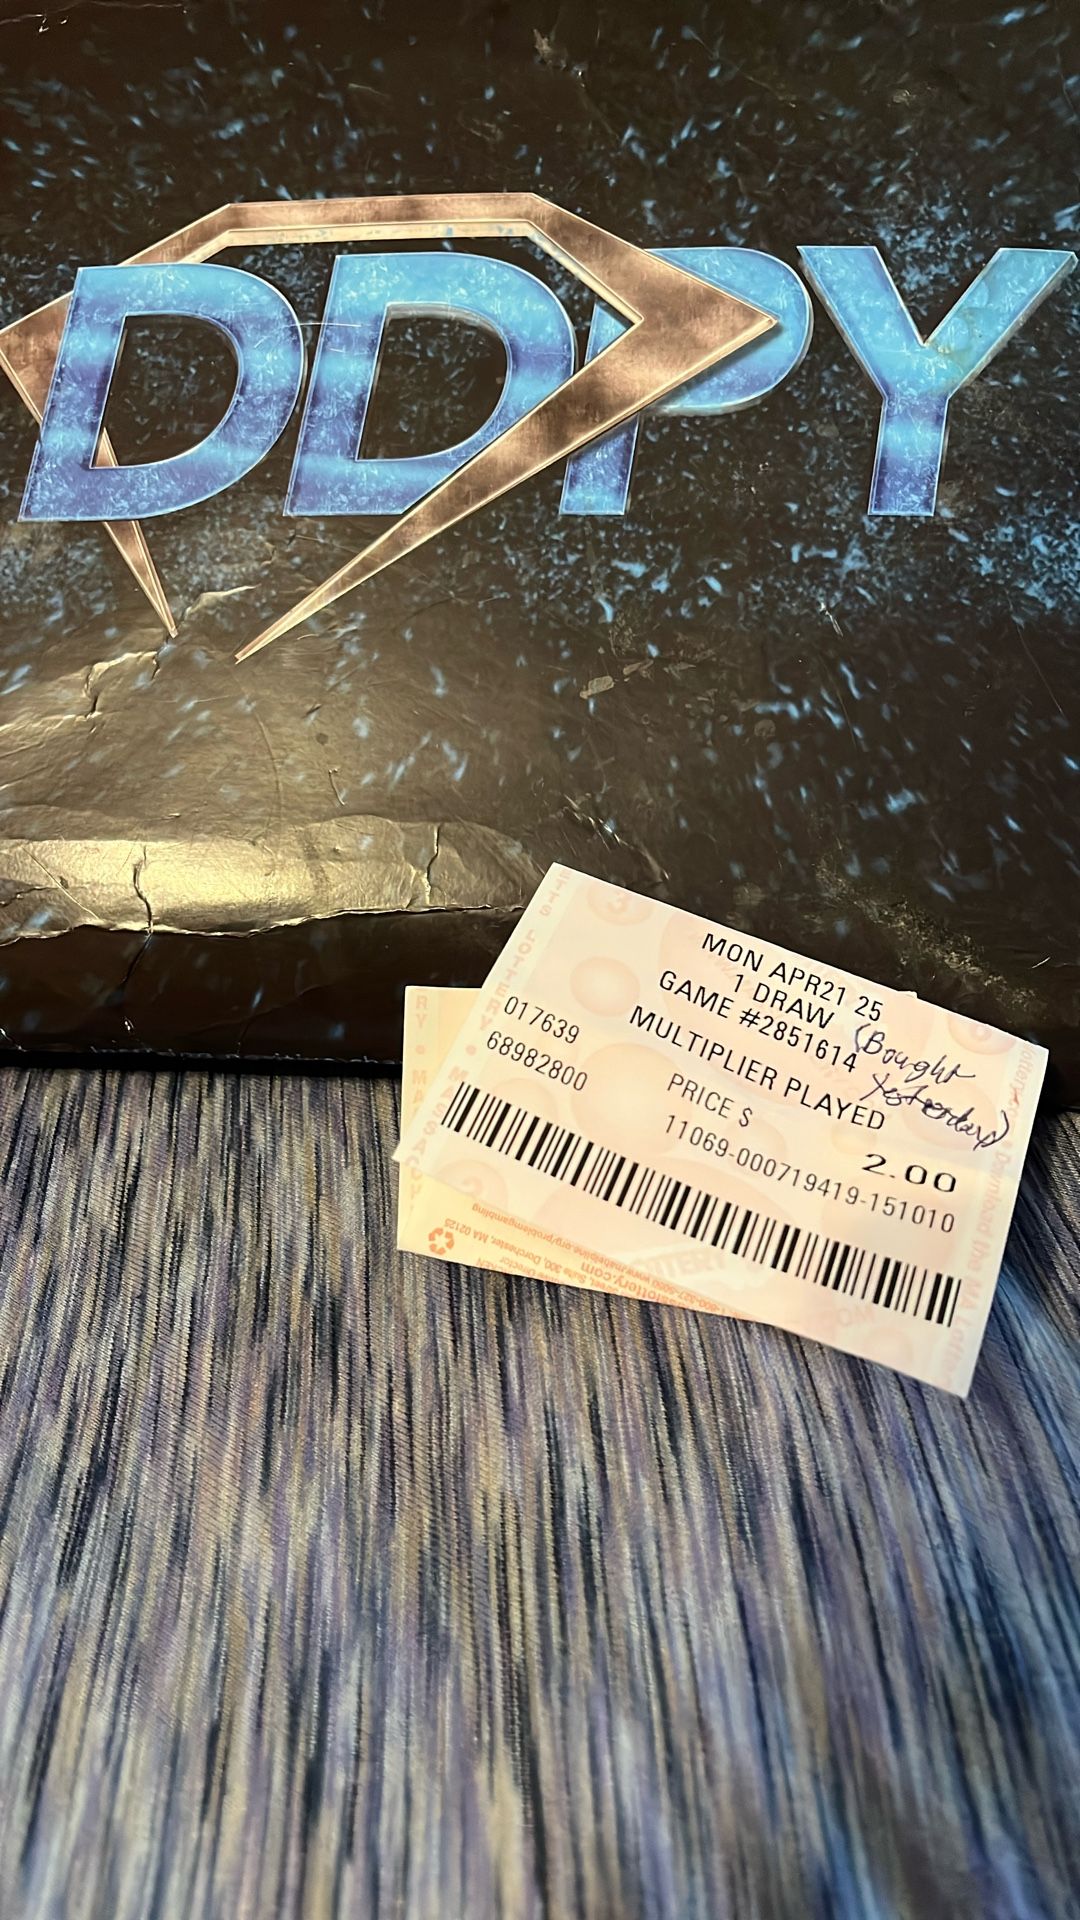 DDPY
MON APR21 25
1 DRAW
GAME #2851614
(Bought
yesterday)
017639
MULTIPLIER PLAYED
68982800
PRICE $ 2.00
11069-000719419-151010